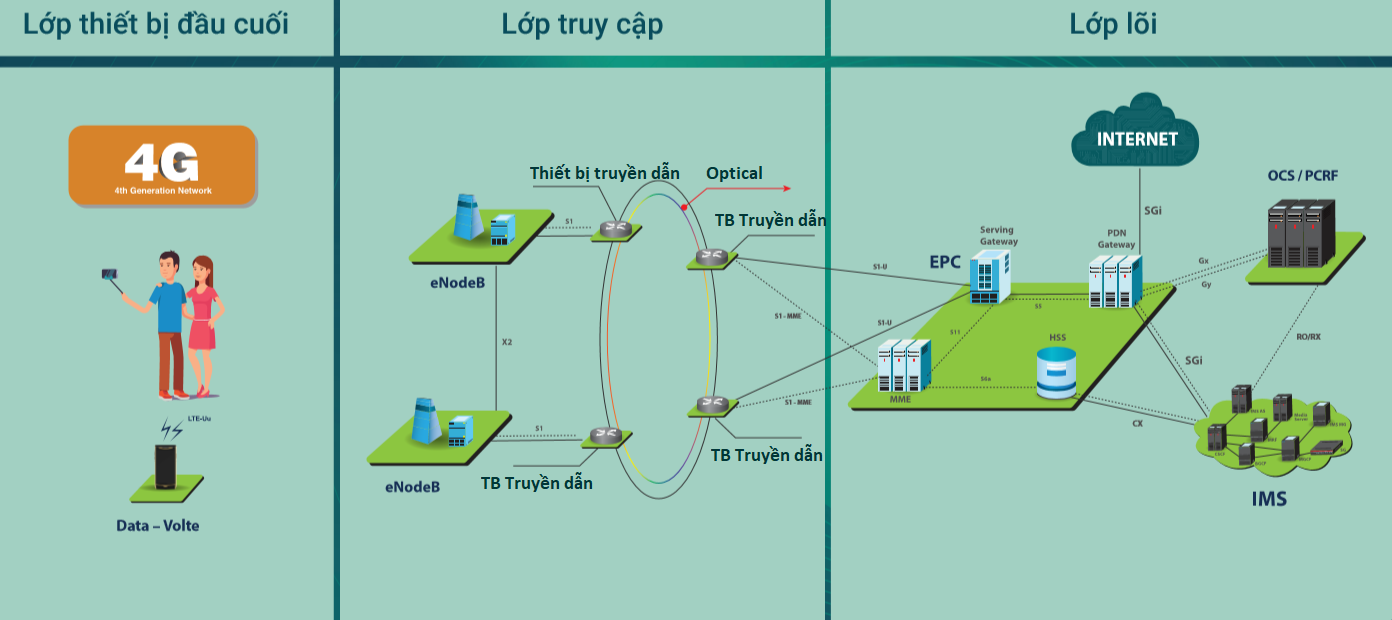 Lớp thiết bị đầu cuối
Lớp truy cập
Lớp lõi
4G
4th Generation Network
LTE-Uu
Data – Volte
Thiết bị truyền dẫn
Optical
TB Truyền dẫn
S1
eNodeB
X2
S1
eNodeB
TB Truyền dẫn
TB Truyền dẫn
S1-U
S1 - MME
S1-U
S1 - MME
INTERNET
SGi
OCS / PCRF
Serving
Gateway
PDN
Gateway
EPC
Gx
Gy
S5
S11
HSS
S6a
MME
SGi
RO/RX
CX
IMS